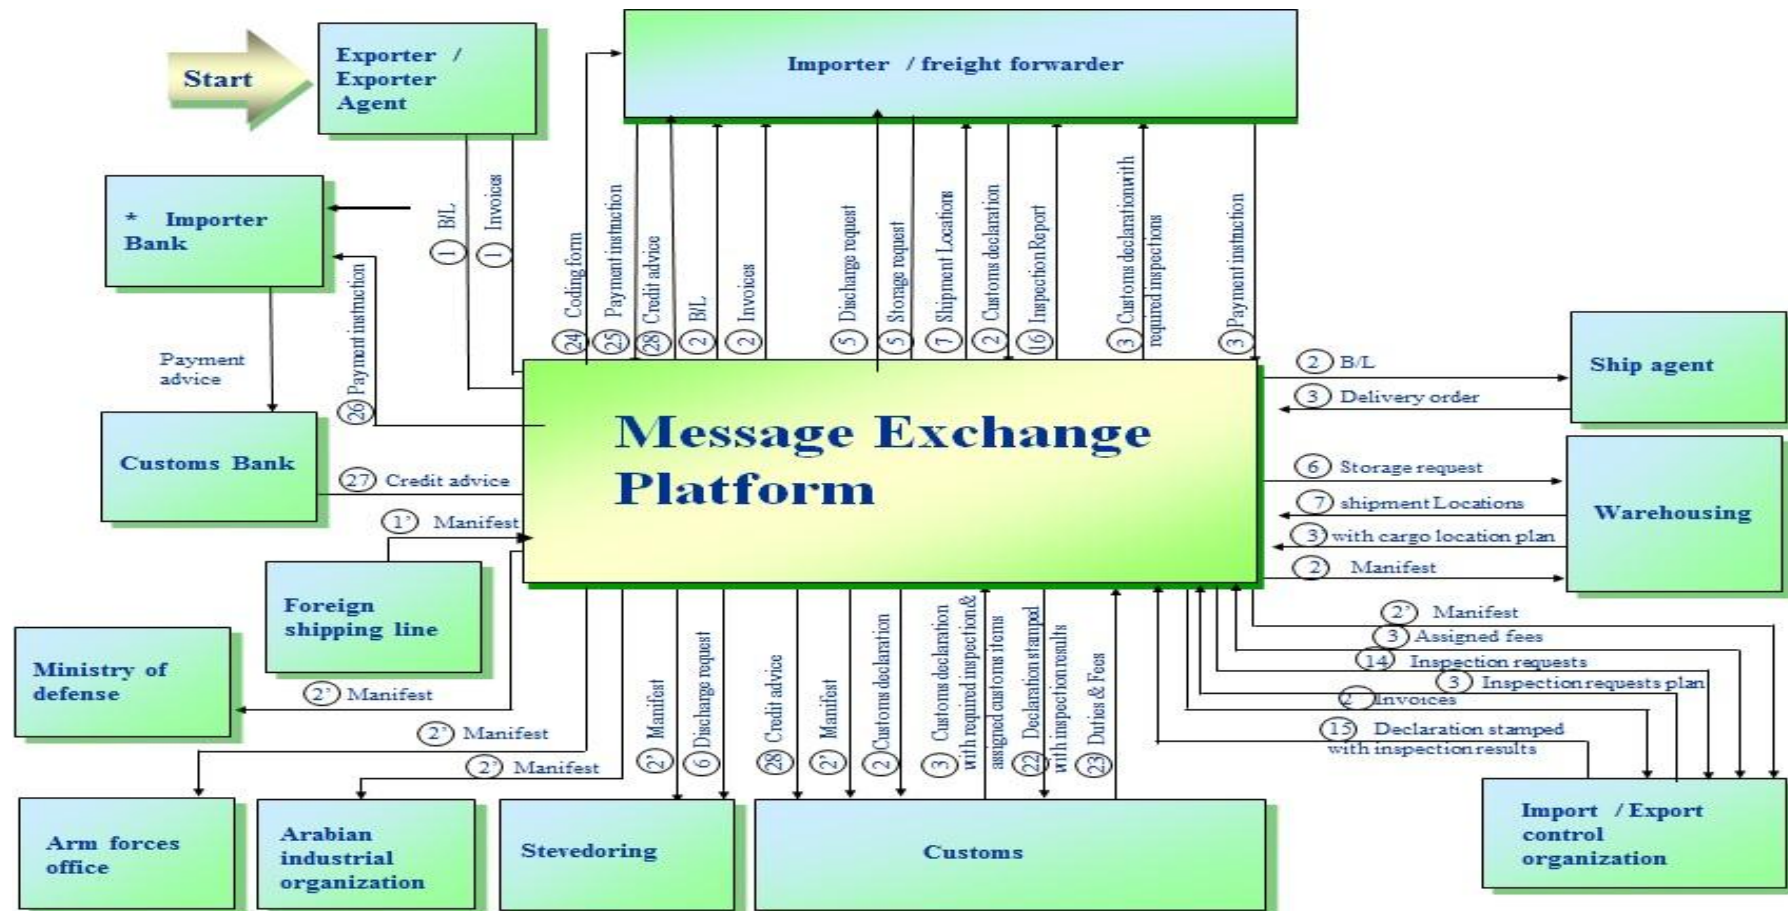 Start
Exporter /
Exporter
Agent
Importer / freight forwarder
* Importer
Bank
1 B/L
1 Invoices
24 Coding form
25 Payment instruction
28 Credit advice
2 B/L
2 Invoices
5 Discharge request
5 Storage request
7 Shipment Locations
2 Customs declaration
16 Inspection Report
3 Customs declaration with
required inspections
3 Payment instruction
26 Payment instruction
Payment
advice
Customs Bank
27 Credit advice
Message Exchange
Platform
2 B/L
3 Delivery order
Ship agent
6 Storage request
7 shipment Locations
3' with cargo location plan
2 Manifest
Warehousing
1' Manifest
Foreign
shipping line
Ministry of
defense
2' Manifest
2' Manifest
2' Manifest
2' Manifest
6 Discharge request
28 Credit advice
2' Manifest
2 Customs declaration
3 Customs declaration
with required inspection &
assigned customs items
22 Declaration stamped
with inspection results
23 Duties & Fees
2' Manifest
3 Assigned fees
14 Inspection requests
3 Inspection requests plan
2 Invoices
15 Declaration stamped
with inspection results
Arm forces
office
Arabian
industrial
organization
Stevedoring
Customs
Import / Export
control
organization